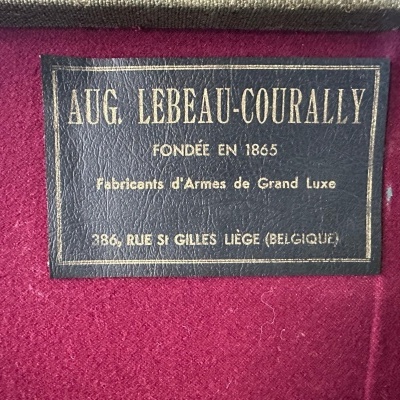 AUG. LEBEAU-COURALLY
FONDÉE EN 1865
Fabricants d'Armes de Grand Luxe
386, RUE St GILLES LIÈGE (BELGIQUE)